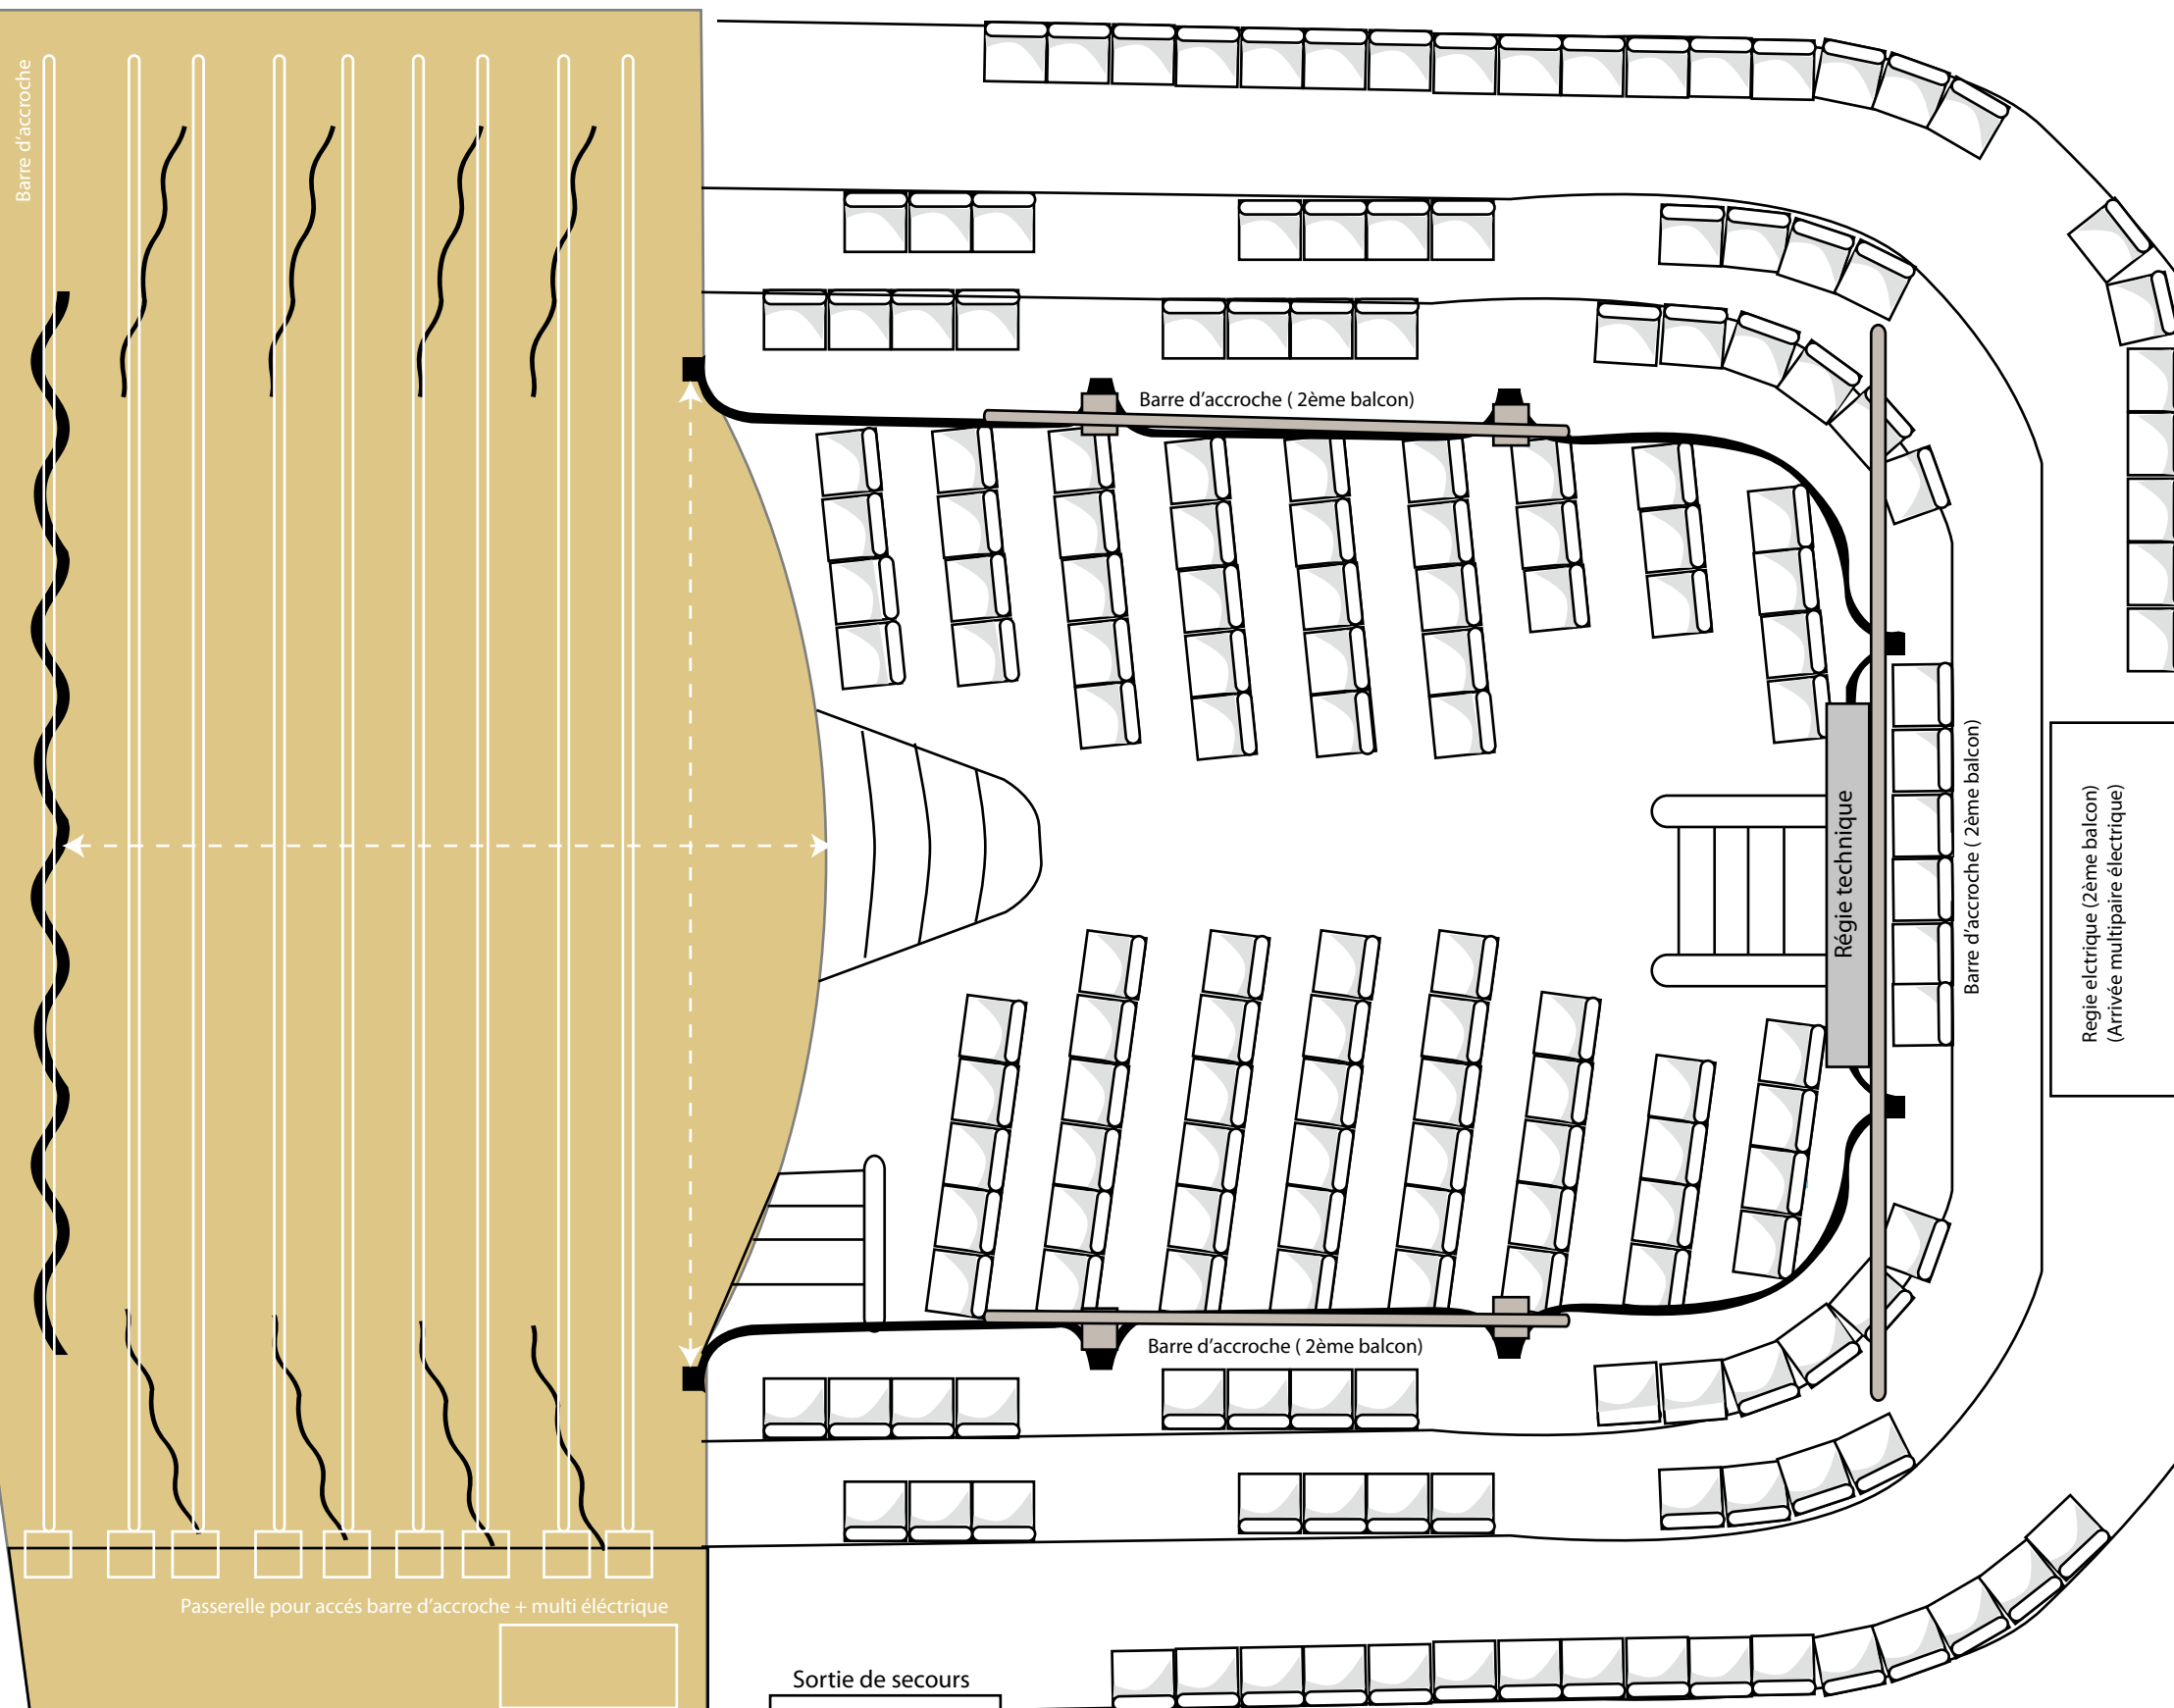 Barre d'accroche
Barre d'accroche ( 2ème balcon)
Régie technique
Barre d'accroche ( 2ème balcon)
Regie elctrique (2ème balcon)
(Arrivée multipaire électrique)
Barre d'accroche ( 2ème balcon)
Passerelle pour accés barre d'accroche + multi éléctrique
Sortie de secours